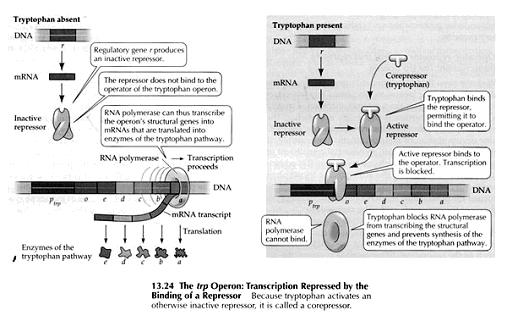 Tryptophan absent
DNA
r
Regulatory gene r produces
an inactive repressor.
mRNA
The repressor does not bind to the
operator of the tryptophan operon.
Inactive
repressor
RNA polymerase can thus transcribe
the operon's structural genes into
mRNAs that are translated into
enzymes of the tryptophan pathway.
RNA polymerase
Transcription
proceeds
DNA
Ptrp
o
e
d
c
b
a
mRNA transcript
Translation
Enzymes of the
tryptophan pathway
e
d
c
b
a
Tryptophan present
DNA
r
mRNA
Corepressor
(tryptophan)
Tryptophan binds
the repressor,
permitting it to
bind the operator.
Inactive
repressor
Active
repressor
Active repressor binds to
the operator. Transcription
is blocked.
DNA
Ptrp
o
e
d
c
b
a
RNA
polymerase
cannot bind.
Tryptophan blocks RNA polymerase
from transcribing the structural
genes and prevents synthesis of the
enzymes of the tryptophan pathway.
13.24 The trp Operon: Transcription Repressed by the
Binding of a Repressor Because tryptophan activates an
otherwise inactive repressor, it is called a corepressor.